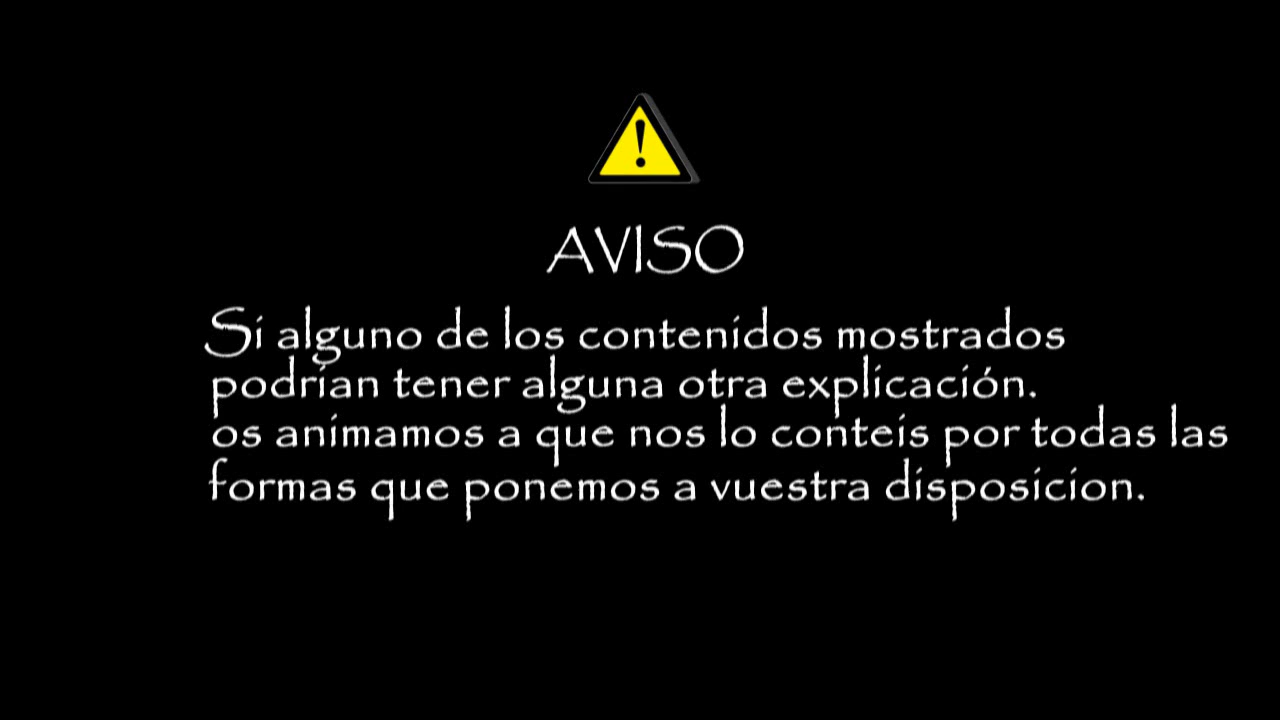 AVISO
Si alguno de los contenidos mostrados
podrían tener alguna otra explicación.
os animamos a que nos lo conteis por todas las
formas que ponemos a vuestra disposicion.